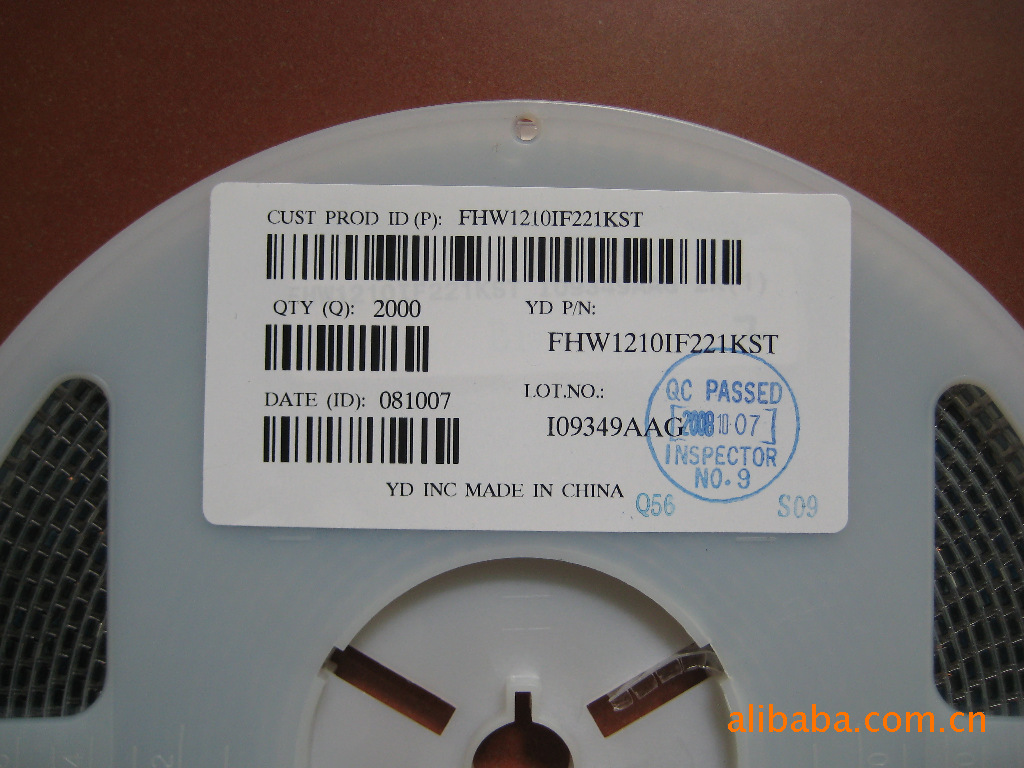 CUST PROD ID (P): FHW1210IF221KST
QTY (Q): 2000
YD P/N:
FHW1210IF221KST
DATE (ID): 081007
LOT.NO.:
I09349AAG
QC PASSED
2008 10 07
INSPECTOR
NO. 9
YD INC MADE IN CHINA
Q56
S09
alibaba.com.cn